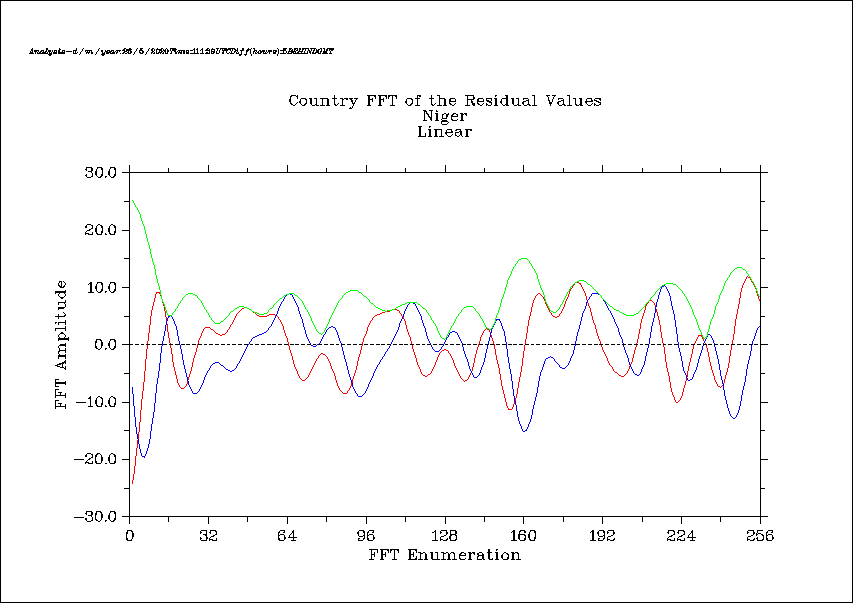 Country FFT of the Residual Values
Niger
Linear
FFT Amplitude
30.0
20.0
10.0
0.0
−10.0
−20.0
−30.0
0 32 64 96 128 160 192 224 256
FFT Enumeration